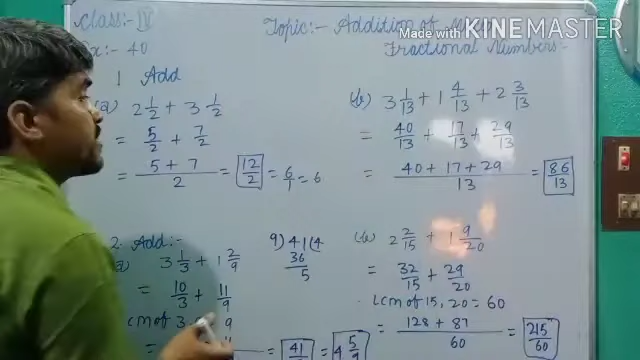 Class:- IV
Topic:- Addition of
Made with KINEMASTER
Fractional Numbers:-
Ex:- 40
1 Add
(a) 2 1/2 + 3 1/2
= 5/2 + 7/2
= (5 + 7)/2 = 12/2 = 6/1 = 6
(b) 3 1/13 + 1 4/13 + 2 3/13
= 40/13 + 17/13 + 29/13
= (40 + 17 + 29)/13 = 86/13
2. Add:-
3 1/3 + 1 2/9
= 10/3 + 11/9
LCM of 3, 9
= 41/ = 4 5/9
9) 41 (4
36
5
(b) 2 2/15 + 1 9/20
= 32/15 + 29/20
LCM of 15, 20 = 60
= (128 + 87)/60 = 215/60